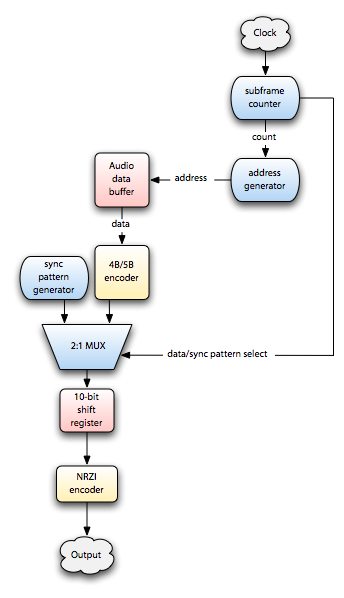 Clock
subframe
counter
count
address
generator
address
Audio
data
buffer
data
4B/5B
encoder
sync
pattern
generator
2:1 MUX
data/sync pattern select
10-bit
shift
register
NRZI
encoder
Output